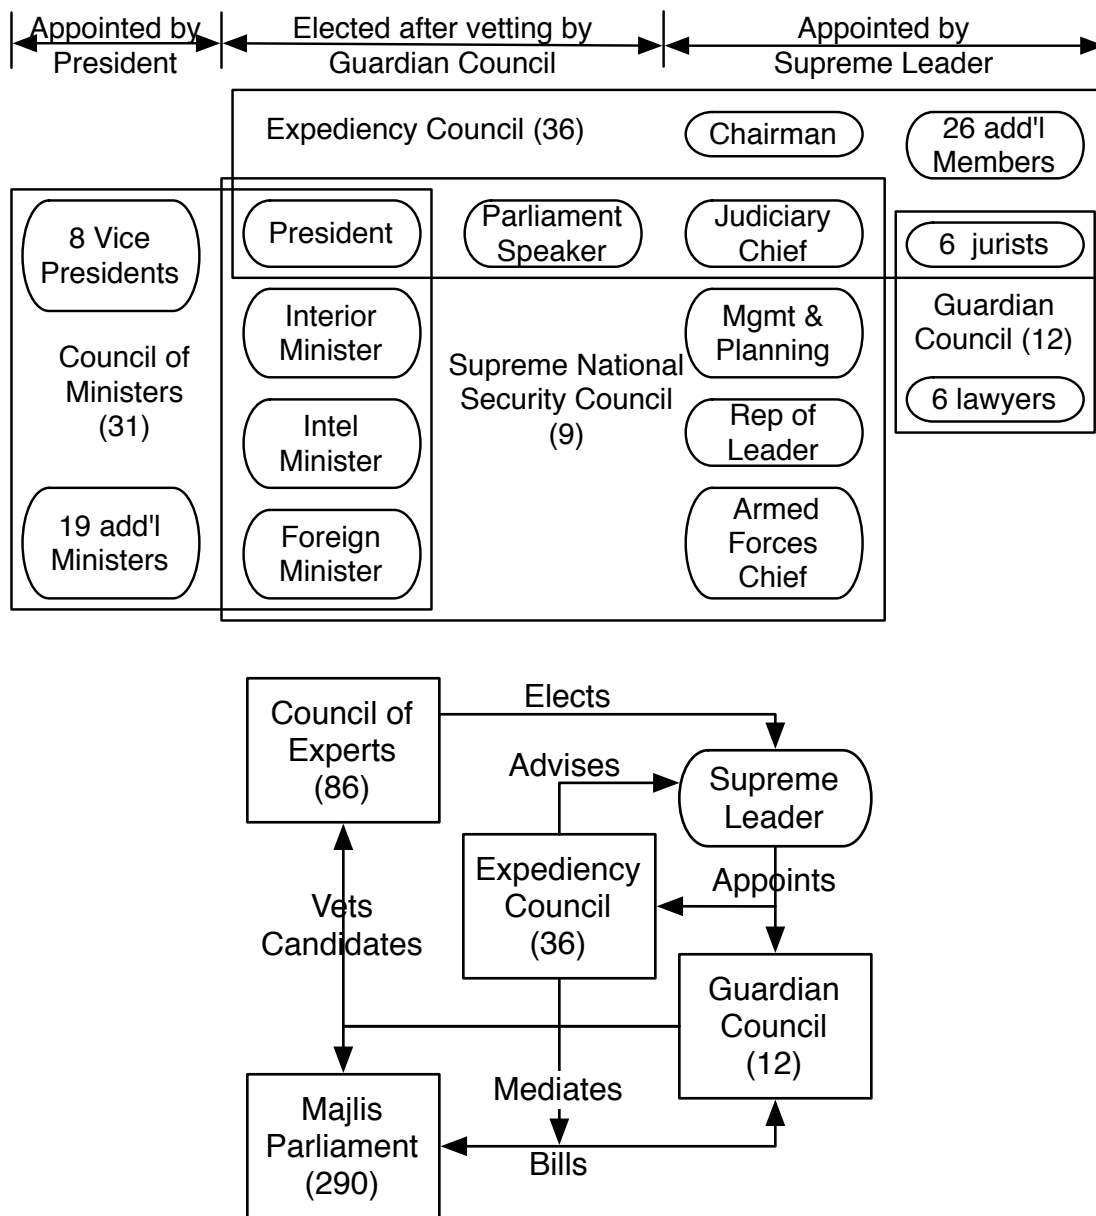 Appointed by
President
Elected after vetting by
Guardian Council
Appointed by
Supreme Leader
Expediency Council (36)
Chairman
26 add'l
Members
8 Vice
Presidents
President
Parliament
Speaker
Judiciary
Chief
6 jurists
Council of
Ministers
(31)
Interior
Minister
Supreme National
Security Council
(9)
Mgmt &
Planning
Guardian
Council (12)
Intel
Minister
Rep of
Leader
6 lawyers
19 add'l
Ministers
Foreign
Minister
Armed
Forces
Chief
Council of
Experts
(86)
Elects
Advises
Supreme
Leader
Expediency
Council
(36)
Appoints
Vets
Candidates
Guardian
Council
(12)
Mediates
Majlis
Parliament
(290)
Bills